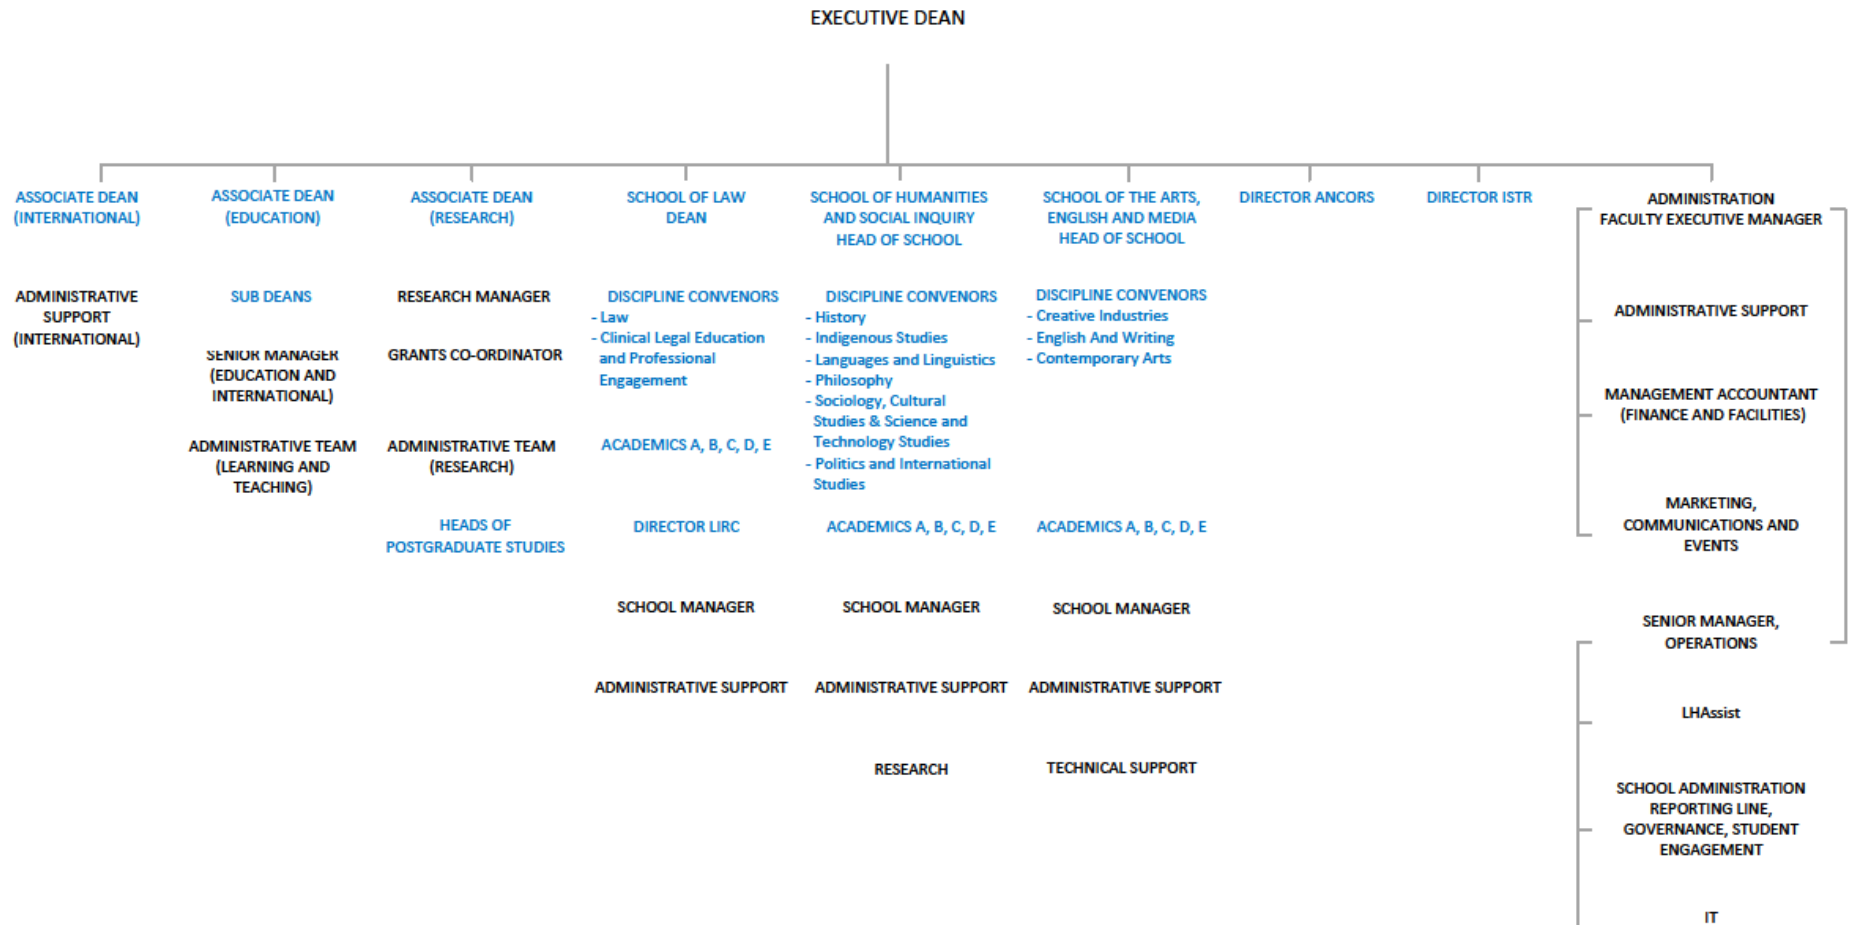 EXECUTIVE DEAN
ASSOCIATE DEAN
(INTERNATIONAL)
ADMINISTRATIVE
SUPPORT
(INTERNATIONAL)
ASSOCIATE DEAN
(EDUCATION)
SUB DEANS
SENIOR MANAGER
(EDUCATION AND
INTERNATIONAL)
ADMINISTRATIVE TEAM
(LEARNING AND
TEACHING)
ASSOCIATE DEAN
(RESEARCH)
RESEARCH MANAGER
GRANTS CO-ORDINATOR
ADMINISTRATIVE TEAM
(RESEARCH)
HEADS OF
POSTGRADUATE STUDIES
SCHOOL OF LAW
DEAN
DISCIPLINE CONVENORS
- Law
- Clinical Legal Education
and Professional
Engagement
ACADEMICS A, B, C, D, E
DIRECTOR LIRC
SCHOOL MANAGER
ADMINISTRATIVE SUPPORT
SCHOOL OF HUMANITIES
AND SOCIAL INQUIRY
HEAD OF SCHOOL
DISCIPLINE CONVENORS
- History
- Indigenous Studies
- Languages and Linguistics
- Philosophy
- Sociology, Cultural
Studies & Science and
Technology Studies
- Politics and International
Studies
ACADEMICS A, B, C, D, E
SCHOOL MANAGER
ADMINISTRATIVE SUPPORT
RESEARCH
SCHOOL OF THE ARTS,
ENGLISH AND MEDIA
HEAD OF SCHOOL
DISCIPLINE CONVENORS
- Creative Industries
- English And Writing
- Contemporary Arts
ACADEMICS A, B, C, D, E
SCHOOL MANAGER
ADMINISTRATIVE SUPPORT
TECHNICAL SUPPORT
DIRECTOR ANCORS
DIRECTOR ISTR
ADMINISTRATION
FACULTY EXECUTIVE MANAGER
ADMINISTRATIVE SUPPORT
MANAGEMENT ACCOUNTANT
(FINANCE AND FACILITIES)
MARKETING,
COMMUNICATIONS AND
EVENTS
SENIOR MANAGER,
OPERATIONS
LHAssist
SCHOOL ADMINISTRATION
REPORTING LINE,
GOVERNANCE, STUDENT
ENGAGEMENT
IT